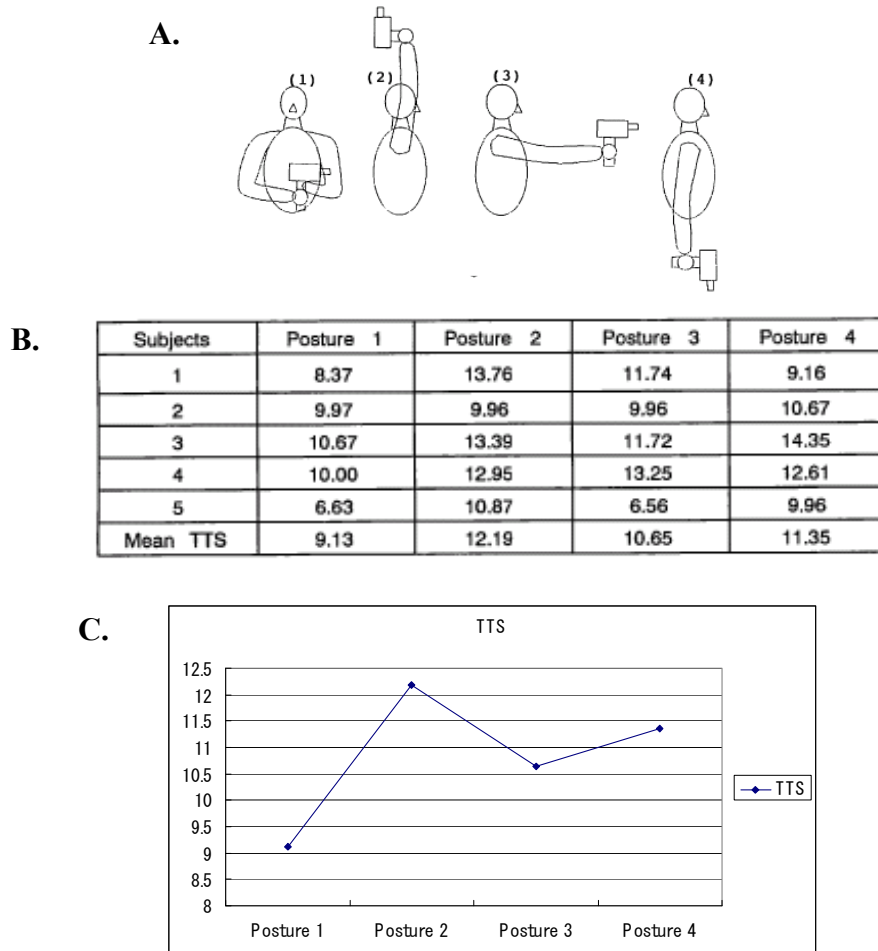 A.
(1) (2) (3) (4)
B.
Subjects Posture 1 Posture 2 Posture 3 Posture 4
1 8.37 13.76 11.74 9.16
2 9.97 9.96 9.96 10.67
3 10.67 13.39 11.72 14.35
4 10.00 12.95 13.25 12.61
5 6.63 10.87 6.56 9.96
Mean TTS 9.13 12.19 10.65 11.35
C.
TTS
12.5
12
11.5
11
10.5
10
9.5
9
8.5
8
TTS
Posture 1 Posture 2 Posture 3 Posture 4